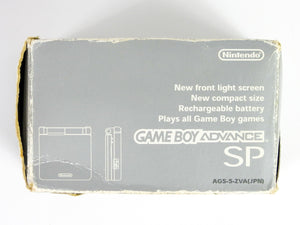 Nintendo
New front light screen
New compact size
Rechargeable battery
Plays all Game Boy games
GAME BOY ADVANCE
SP
AGS-S-ZVA(JPN)